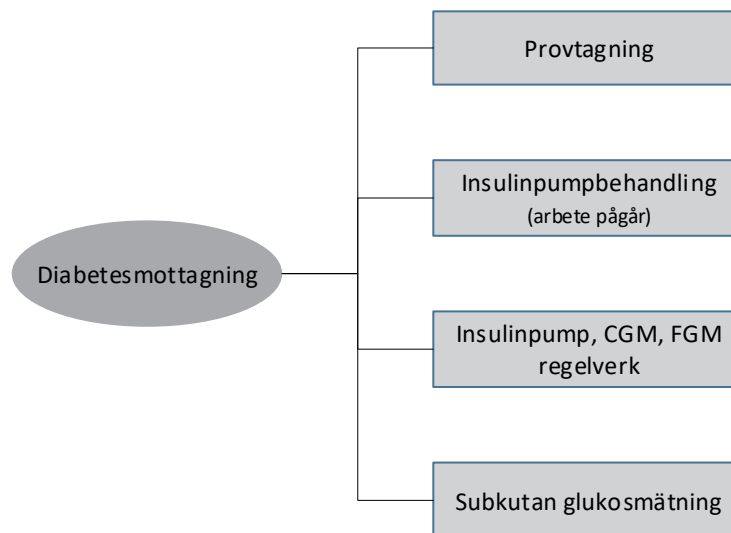 Provtagning
Insulinpumpbehandling
(arbete pågår)
Diabetesmottagning
Insulinpump, CGM, FGM
regelverk
Subkutan glukosmätning